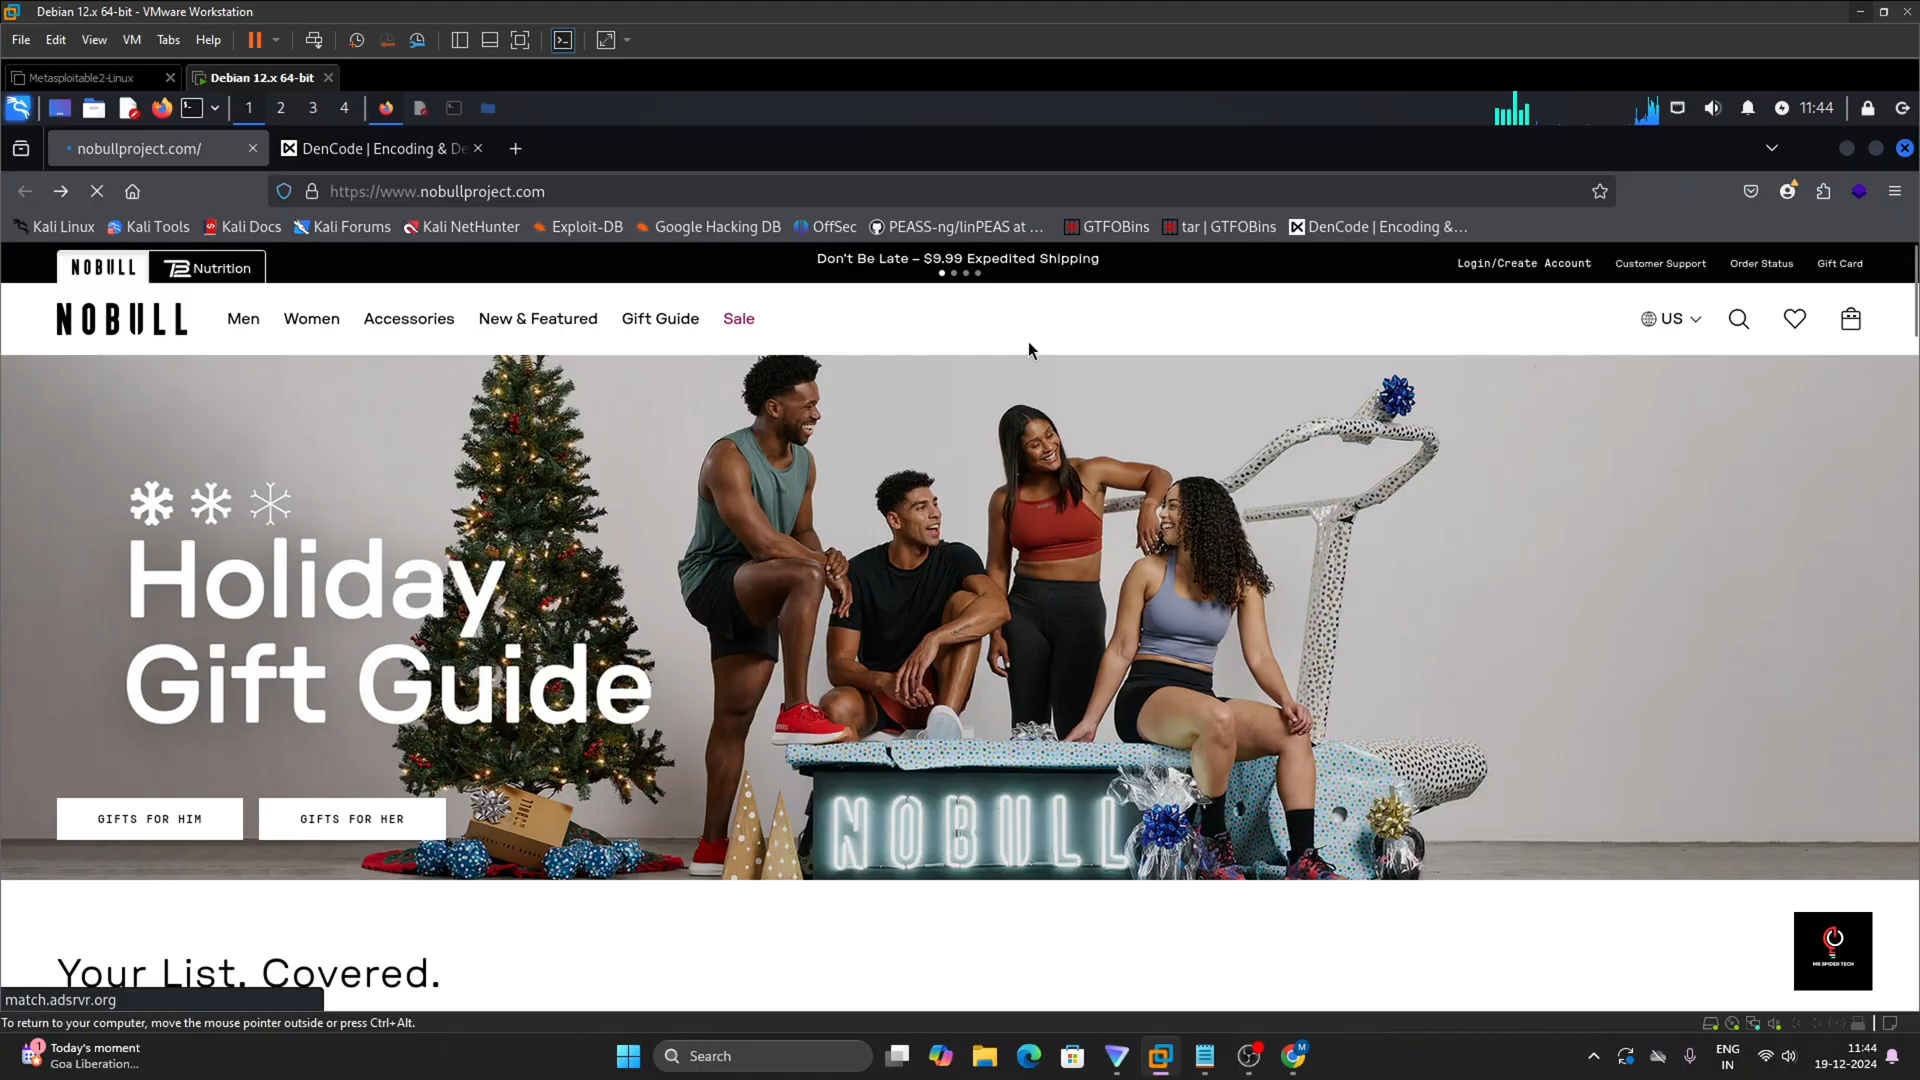 Debian 12.x 64-bit - VMware Workstation
File Edit View VM Tabs Help
Metasploitable2-Linux
Debian 12.x 64-bit
1 2 3 4
11:44
nobullproject.com/
DenCode | Encoding & De
https://www.nobullproject.com
Kali Linux Kali Tools Kali Docs Kali Forums Kali NetHunter Exploit-DB Google Hacking DB OffSec PEASS-ng/linPEAS at ... GTFOBins tar | GTFOBins DenCode | Encoding &...
NOBULL
TB Nutrition
Don't Be Late – $9.99 Expedited Shipping
Login/Create Account Customer Support Order Status Gift Card
NOBULL
Men Women Accessories New & Featured Gift Guide Sale
US
Holiday
Gift Guide
GIFTS FOR HIM
GIFTS FOR HER
NOBULL
MR SPIDER TECH
Your List. Covered.
match.adsrvr.org
To return to your computer, move the mouse pointer outside or press Ctrl+Alt.
1
Today's moment
Goa Liberation...
Search
M
ENG
IN
11:44
19-12-2024